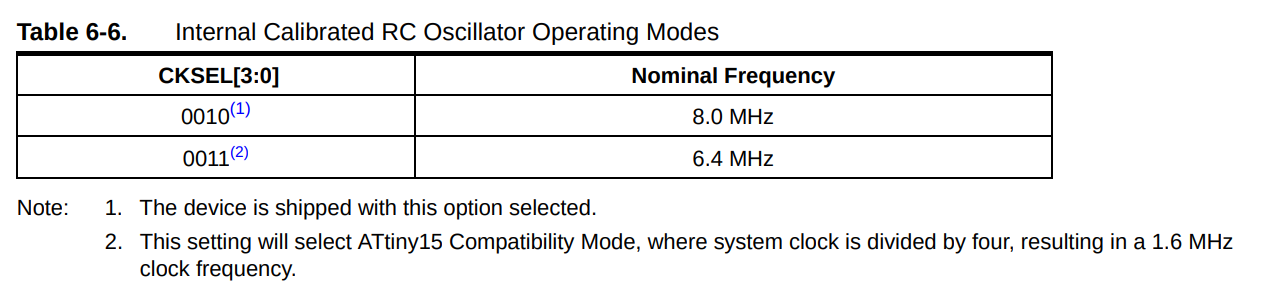 Table 6-6. Internal Calibrated RC Oscillator Operating Modes
CKSEL[3:0] Nominal Frequency
0010(1) 8.0 MHz
0011(2) 6.4 MHz
Note: 1. The device is shipped with this option selected.
2. This setting will select ATtiny15 Compatibility Mode, where system clock is divided by four, resulting in a 1.6 MHz
clock frequency.